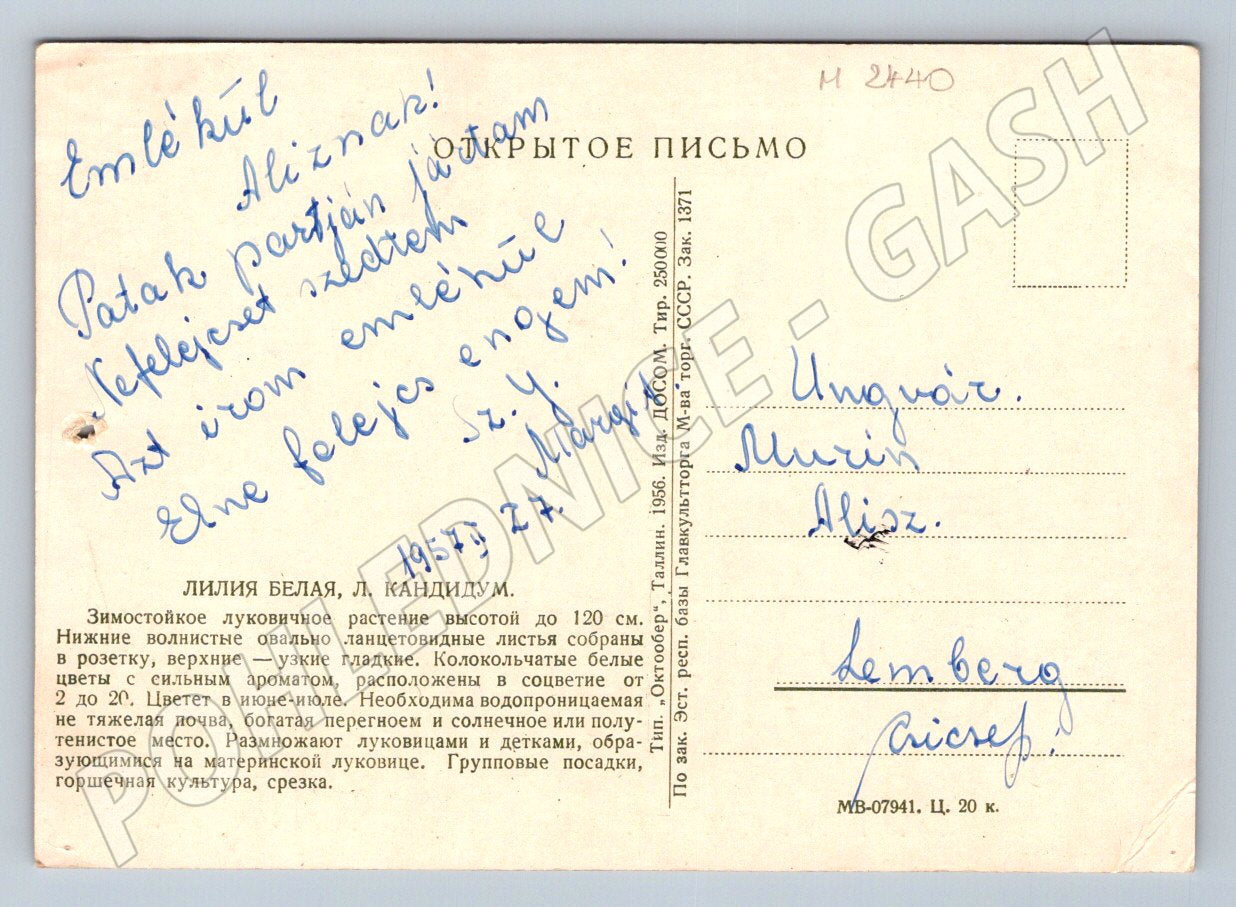 M 2440
ОТКРЫТОЕ ПИСЬМО
Emlékül
Aliznak!
Patak partján jártam
Nefelejcset szedtem
Azt irom emlékül
El ne felejcs engem!
Sz. Y.
Margit.
1957 II 27.
ЛИЛИЯ БЕЛАЯ, Л. КАНДИДУМ.
Зимостойкое луковичное растение высотой до 120 см.
Нижние волнистые овально ланцетовидные листья собраны
в розетку, верхние — узкие гладкие. Колокольчатые белые
цветы с сильным ароматом, расположены в соцветие от
2 до 20. Цветет в июне-июле. Необходима водопроницаемая
не тяжелая почва, богатая перегноем и солнечное или полу-
тенистое место. Размножают луковицами и детками, обра-
зующимися на материнской луковице. Групповые посадки,
горшечная культура, срезка.
Тип. „Октообер“, Таллин. 1956. Изд. ДОСОМ. Тир. 250000
По зак. Эст. респ. базы Главкультторга М-ва торг. СССР. Зак. 1371
Ungvár.
Murin
Alisz.
Lemberg
Csicsef.
МВ-07941. Ц. 20 к.
POHLEDNICE - GASH